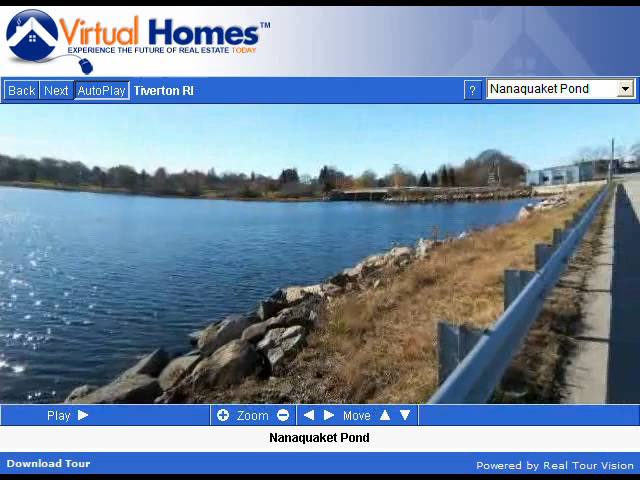 Virtual Homes™
EXPERIENCE THE FUTURE OF REAL ESTATE TODAY
Back Next AutoPlay Tiverton RI ? Nanaquaket Pond
Play Zoom Move
Nanaquaket Pond
Download Tour Powered by Real Tour Vision